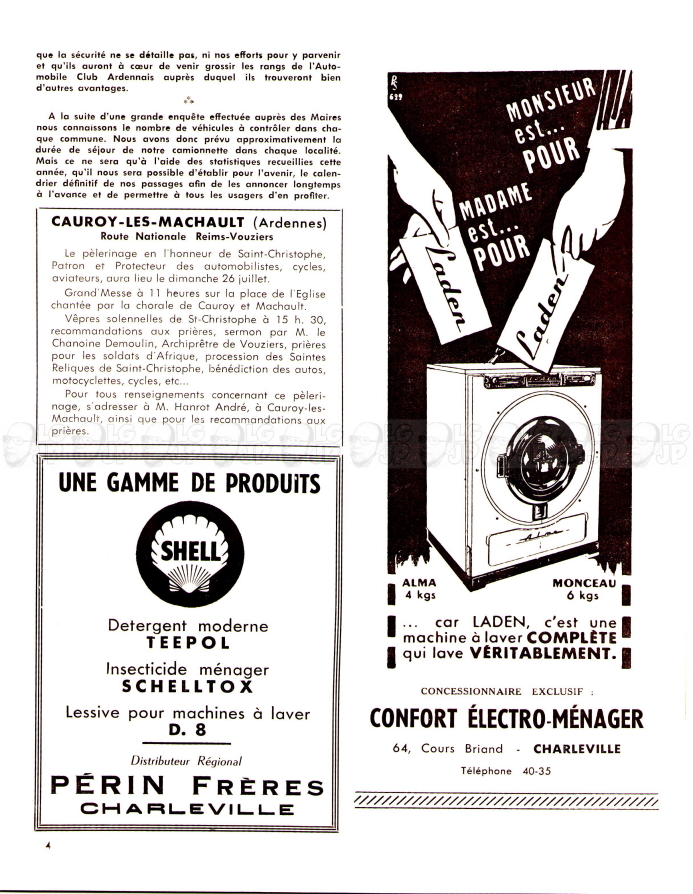 que la sécurité ne se détaille pas, ni nos efforts pour y parvenir
et qu'ils auront à cœur de venir grossir les rangs de l'Auto-
mobile Club Ardennais auprès duquel ils trouveront bien
d'autres avantages.
A la suite d'une grande enquête effectuée auprès des Maires
nous connaissons le nombre de véhicules à contrôler dans cha-
que commune. Nous avons donc prévu approximativement la
durée de séjour de notre camionnette dans chaque localité.
Mais ce ne sera qu'à l'aide des statistiques recueillies cette
année, qu'il nous sera possible d'établir pour l'avenir, le calen-
drier définitif de nos passages afin de les annoncer longtemps
à l'avance et de permettre à tous les usagers d'en profiter.
CAUROY-LES-MACHAULT (Ardennes)
Route Nationale Reims-Vouziers
Le pèlerinage en l'honneur de Saint-Christophe,
Patron et Protecteur des automobilistes, cycles,
aviateurs, aura lieu le dimanche 26 juillet.
Grand'Messe à 11 heures sur la place de l'Eglise
chantée par la chorale de Cauroy et Machault.
Vêpres solennelles de St-Christophe à 15 h. 30,
recommandations aux prières, sermon par M. le
Chanoine Demoulin, Archiprêtre de Vouziers, prières
pour les soldats d'Afrique, procession des Saintes
Reliques de Saint-Christophe, bénédiction des autos,
motocyclettes, cycles, etc...
Pour tous renseignements concernant ce pèleri-
nage, s'adresser à M. Hanrot André, à Cauroy-les-
Machault, ainsi que pour les recommandations aux
prières.
UNE GAMME DE PRODUITS
SHELL
Detergent moderne
TEEPOL
Insecticide ménager
SCHELLTOX
Lessive pour machines à laver
D. 8
Distributeur Régional
PÉRIN FRÈRES
CHARLEVILLE
4
639
MONSIEUR
est...
POUR
MADAME
est...
POUR
Laden
Laden
Alma
ALMA
4 kgs
MONCEAU
6 kgs
... car LADEN, c'est une
machine à laver COMPLÈTE
qui lave VÉRITABLEMENT.
CONCESSIONNAIRE EXCLUSIF :
CONFORT ÉLECTRO-MÉNAGER
64, Cours Briand - CHARLEVILLE
Téléphone 40-35